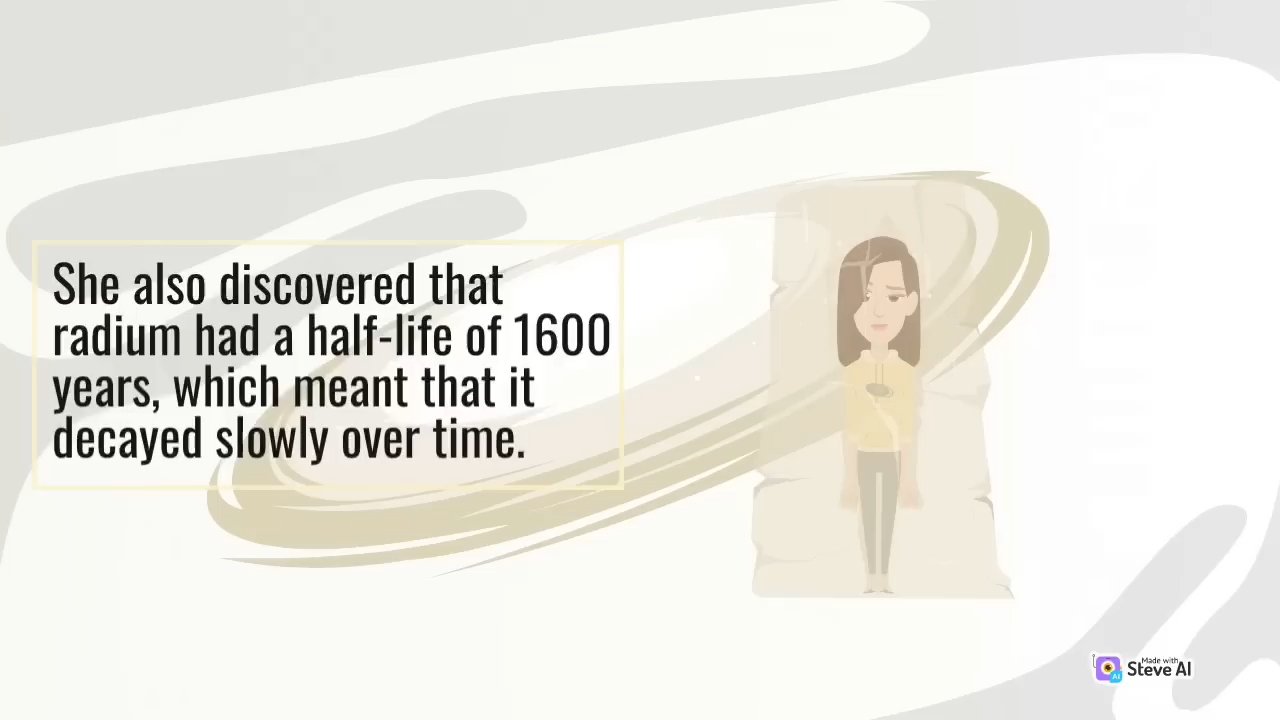 She also discovered that
radium had a half-life of 1600
years, which meant that it
decayed slowly over time.
Made with
Steve AI
AI